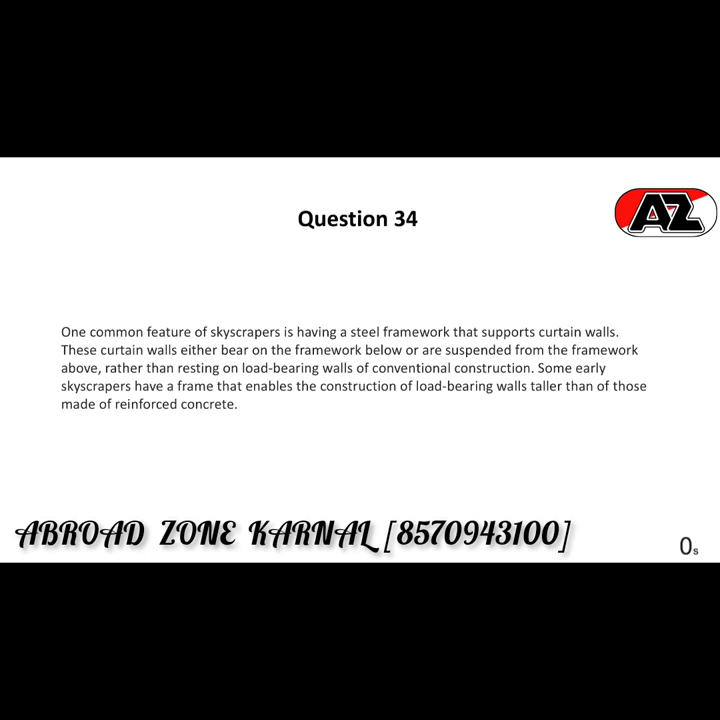 Question 34
AZ
One common feature of skyscrapers is having a steel framework that supports curtain walls.
These curtain walls either bear on the framework below or are suspended from the framework
above, rather than resting on load-bearing walls of conventional construction. Some early
skyscrapers have a frame that enables the construction of load-bearing walls taller than of those
made of reinforced concrete.
ABROAD ZONE KARNAL [8570943100]
0s